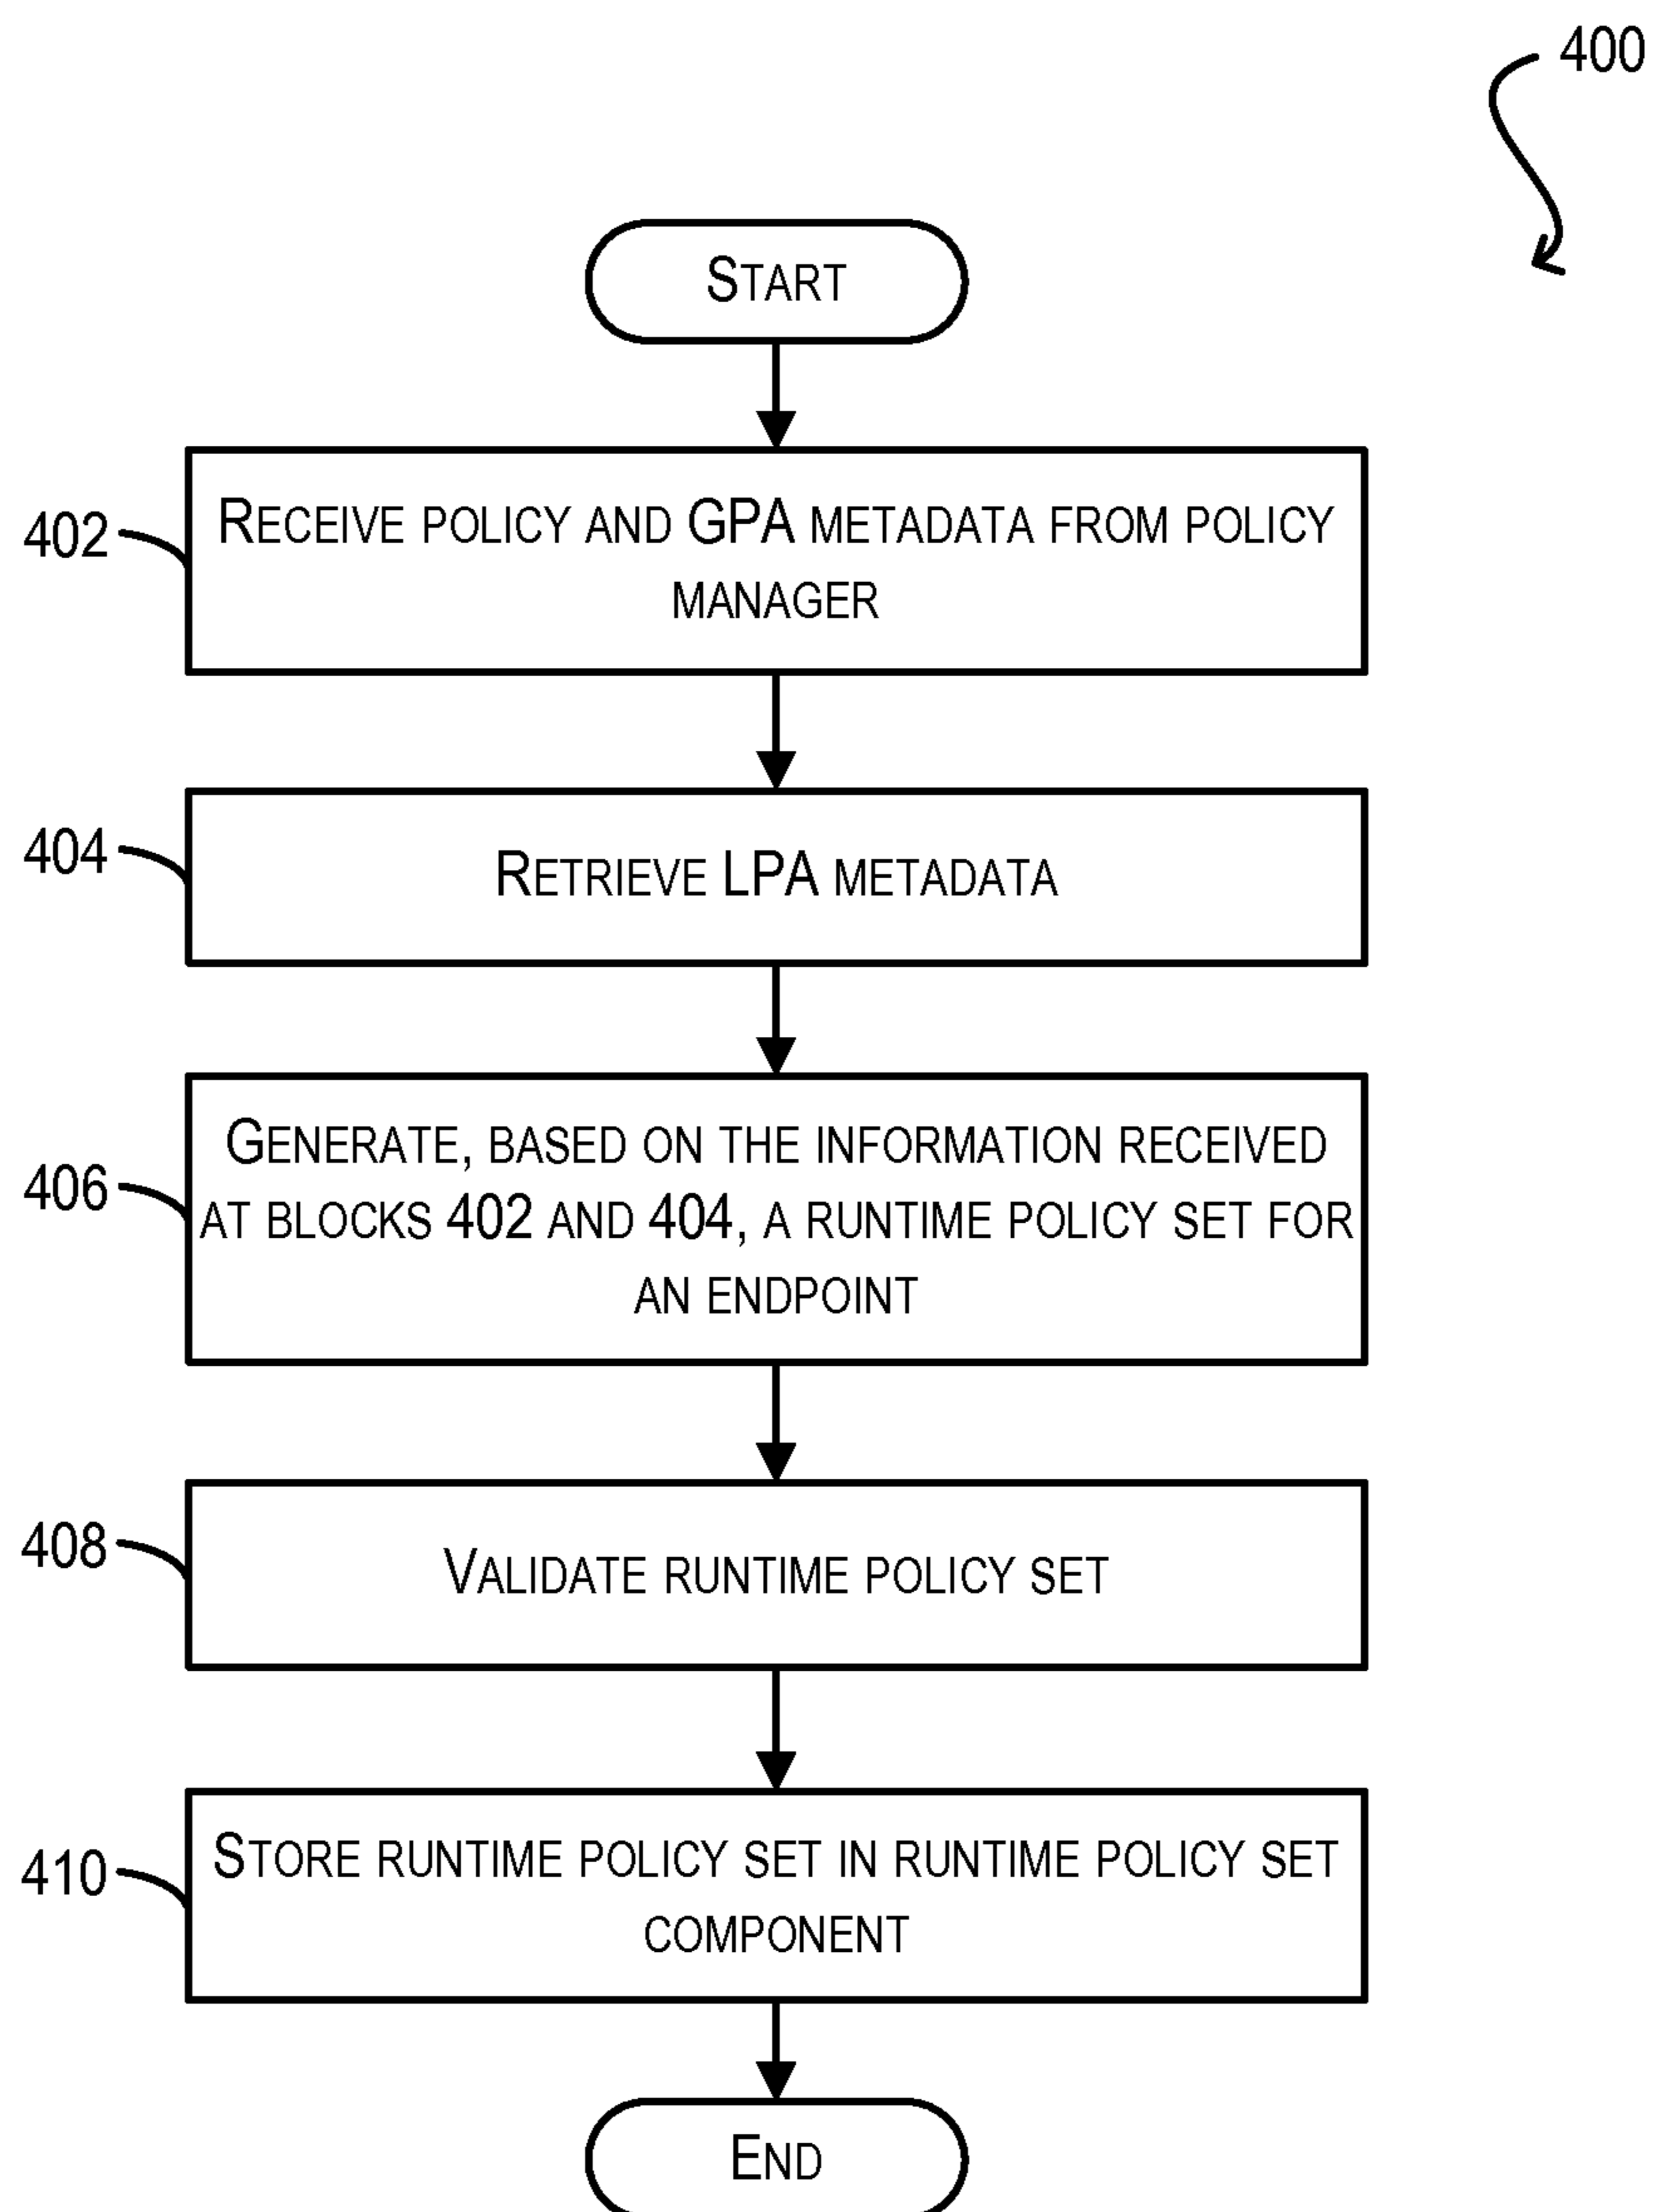 400
START
402
RECEIVE POLICY AND GPA METADATA FROM POLICY
MANAGER
404
RETRIEVE LPA METADATA
406
GENERATE, BASED ON THE INFORMATION RECEIVED
AT BLOCKS 402 AND 404, A RUNTIME POLICY SET FOR
AN ENDPOINT
408
VALIDATE RUNTIME POLICY SET
410
STORE RUNTIME POLICY SET IN RUNTIME POLICY SET
COMPONENT
END